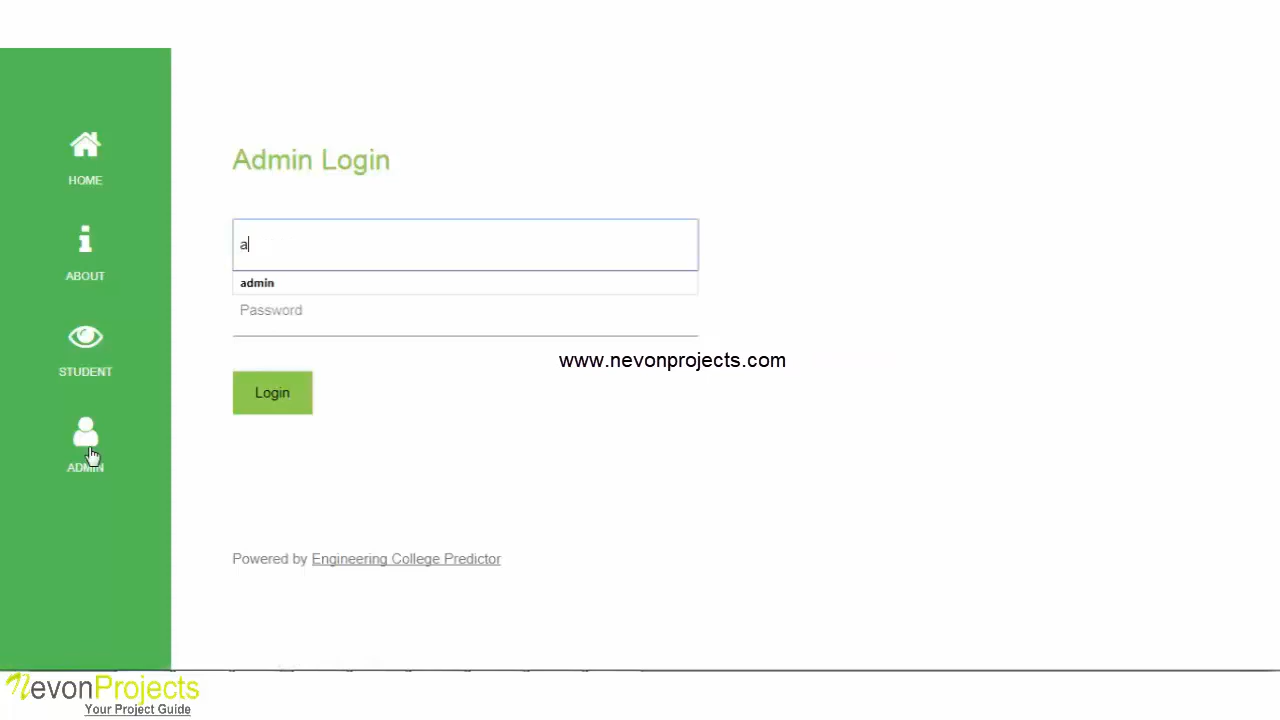 HOME
ABOUT
STUDENT
ADMIN
Admin Login
a
admin
Password
www.nevonprojects.com
Login
Powered by Engineering College Predictor
NevonProjects
Your Project Guide